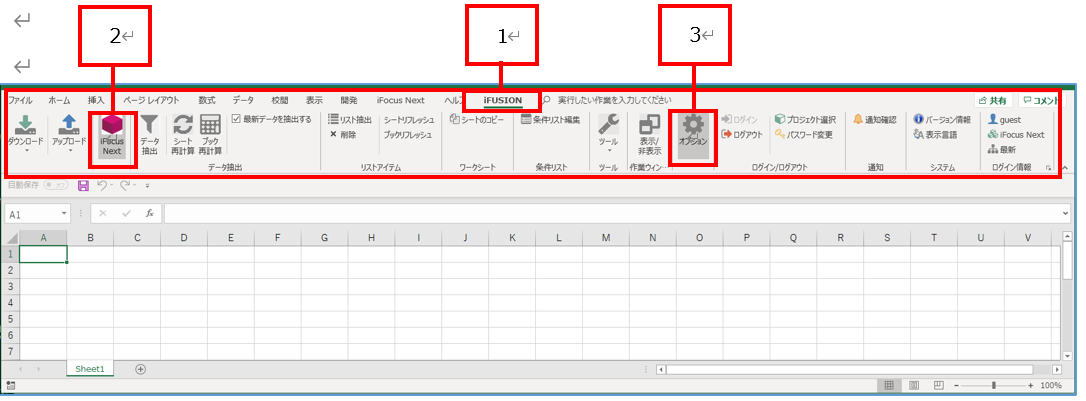 2 1 3
ファイル ホーム 挿入 ページ レイアウト 数式 データ 校閲 表示 開発 iFocus Next ヘルプ iFUSION 実行したい作業を入力してください 共有 コメント
ダウンロード アップロード iFocus Next データ抽出 シート再計算 ブック再計算 最新データを抽出する リスト抽出 シートリフレッシュ シートのコピー 条件リスト編集 ツール 表示/非表示 オプション ログイン プロジェクト選択 通知確認 バージョン情報 guest
削除 ブックリフレッシュ ログアウト パスワード変更 表示言語 iFocus Next
最新
データ抽出 リストアイテム ワークシート 条件リスト ツール 作業ウィン ログイン/ログアウト 通知 システム ログイン情報
自動保存 オフ
A1 fx
A B C D E F G H I J K L M N O P Q R S T U V
1
2
3
4
5
6
7
Sheet1
100%